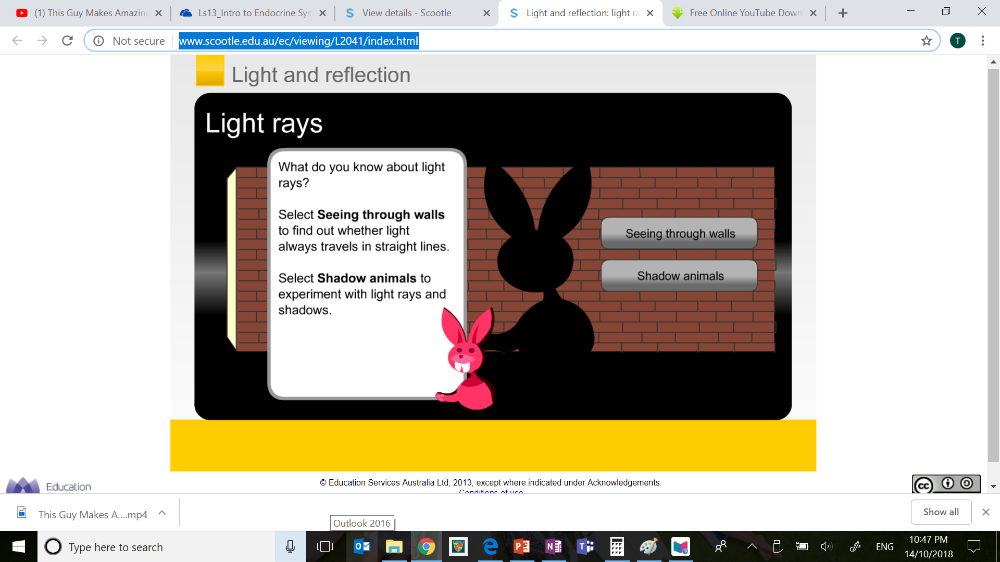 (1) This Guy Makes Amazing
Ls13_Intro to Endocrine Sys
View details - Scootle
Light and reflection: light ra
Free Online YouTube Down
Not secure
www.scootle.edu.au/ec/viewing/L2041/index.html
T
Light and reflection
Light rays
What do you know about light
rays?
Select Seeing through walls
to find out whether light
always travels in straight lines.
Select Shadow animals to
experiment with light rays and
shadows.
Seeing through walls
Shadow animals
Education
© Education Services Australia Ltd, 2013, except where indicated under Acknowledgements.
Conditions of use
cc
This Guy Makes A....mp4
Show all
Outlook 2016
Type here to search
ENG
10:47 PM
14/10/2018